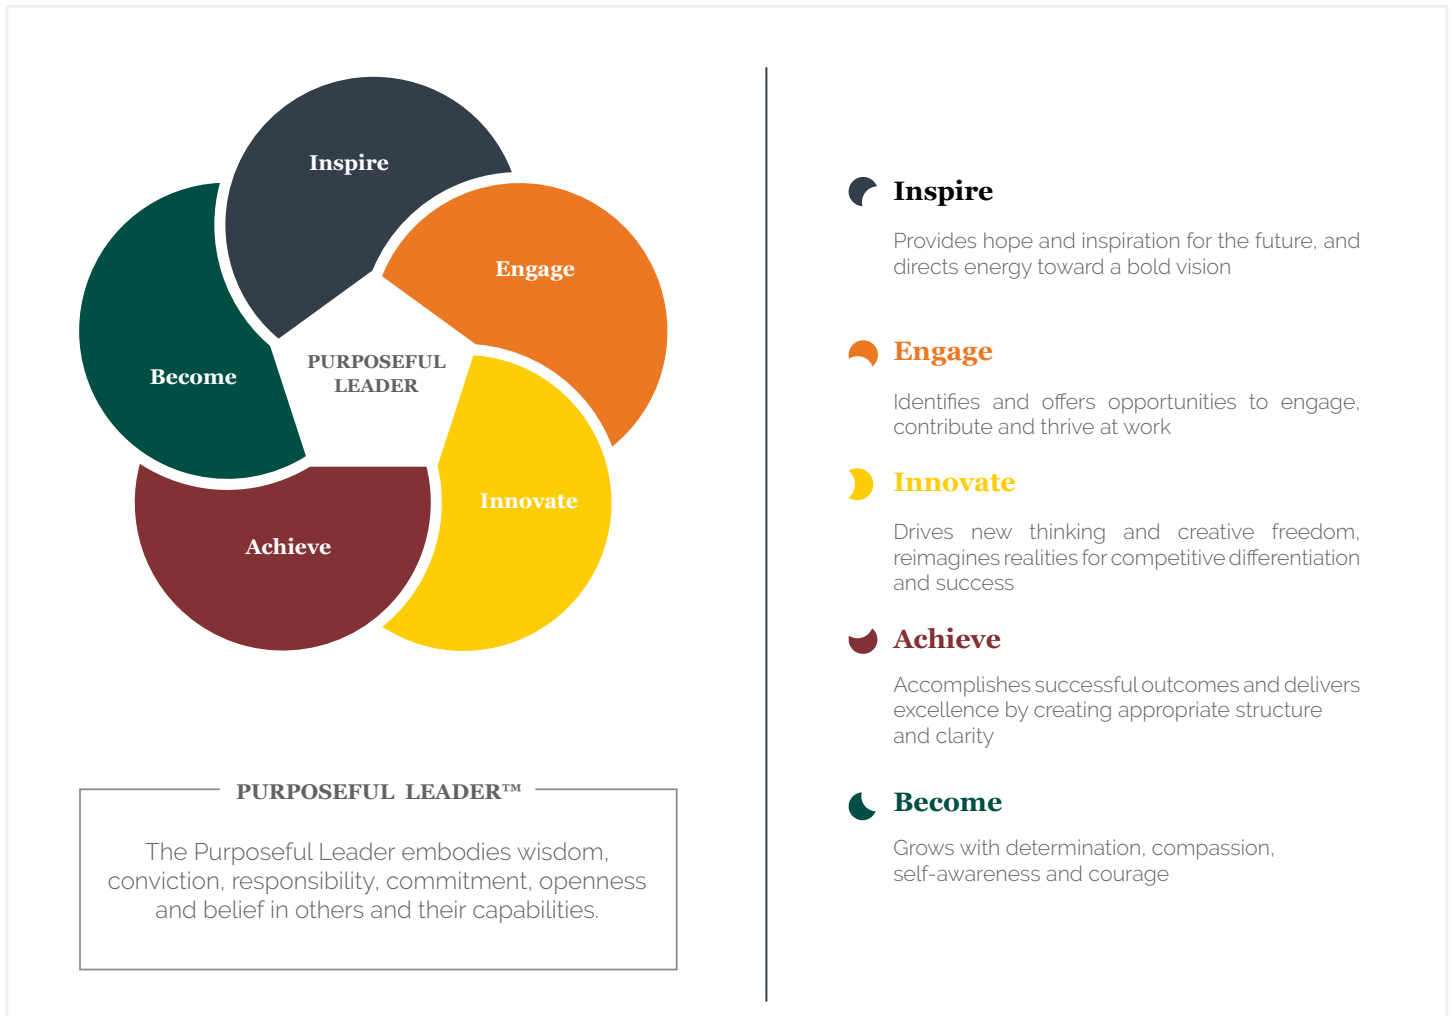 Inspire
Engage
PURPOSEFUL
LEADER
Become
Innovate
Achieve
PURPOSEFUL LEADER™
The Purposeful Leader embodies wisdom,
conviction, responsibility, commitment, openness
and belief in others and their capabilities.
Inspire
Provides hope and inspiration for the future, and
directs energy toward a bold vision
Engage
Identifies and offers opportunities to engage,
contribute and thrive at work
Innovate
Drives new thinking and creative freedom,
reimagines realities for competitive differentiation
and success
Achieve
Accomplishes successful outcomes and delivers
excellence by creating appropriate structure
and clarity
Become
Grows with determination, compassion,
self-awareness and courage